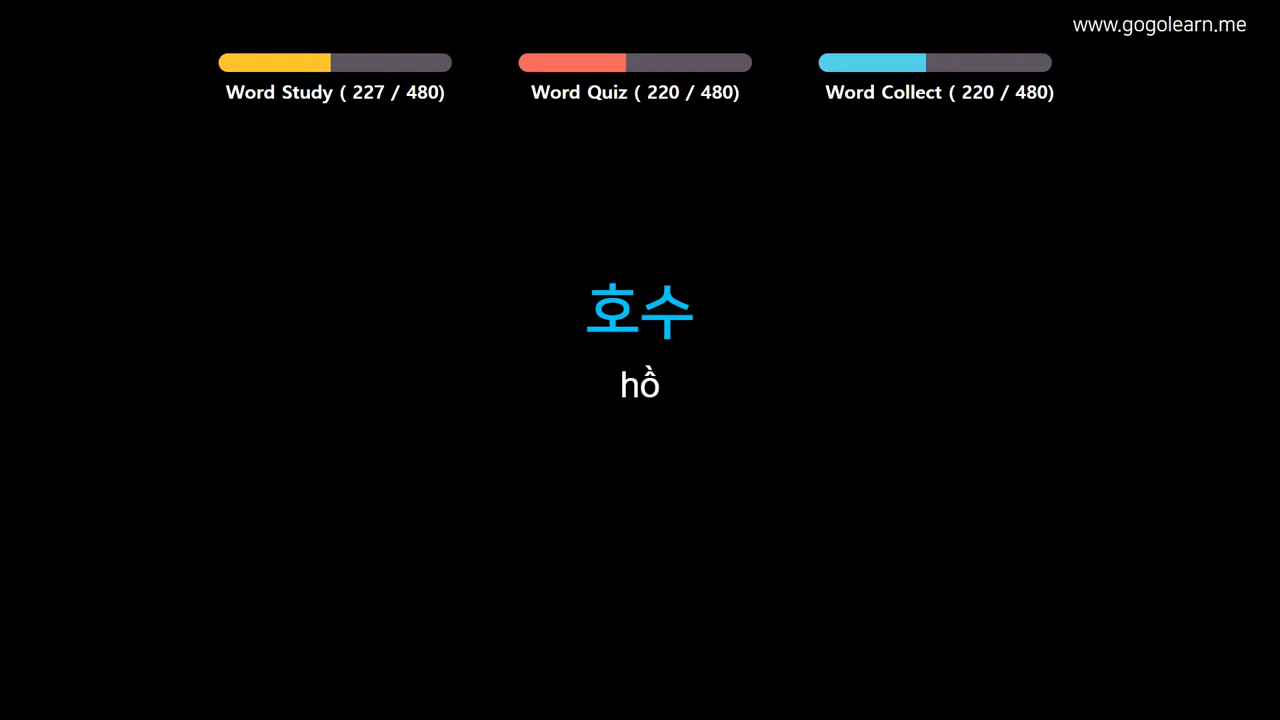 www.gogolearn.me
Word Study ( 227 / 480)
Word Quiz ( 220 / 480)
Word Collect ( 220 / 480)
호수
hồ